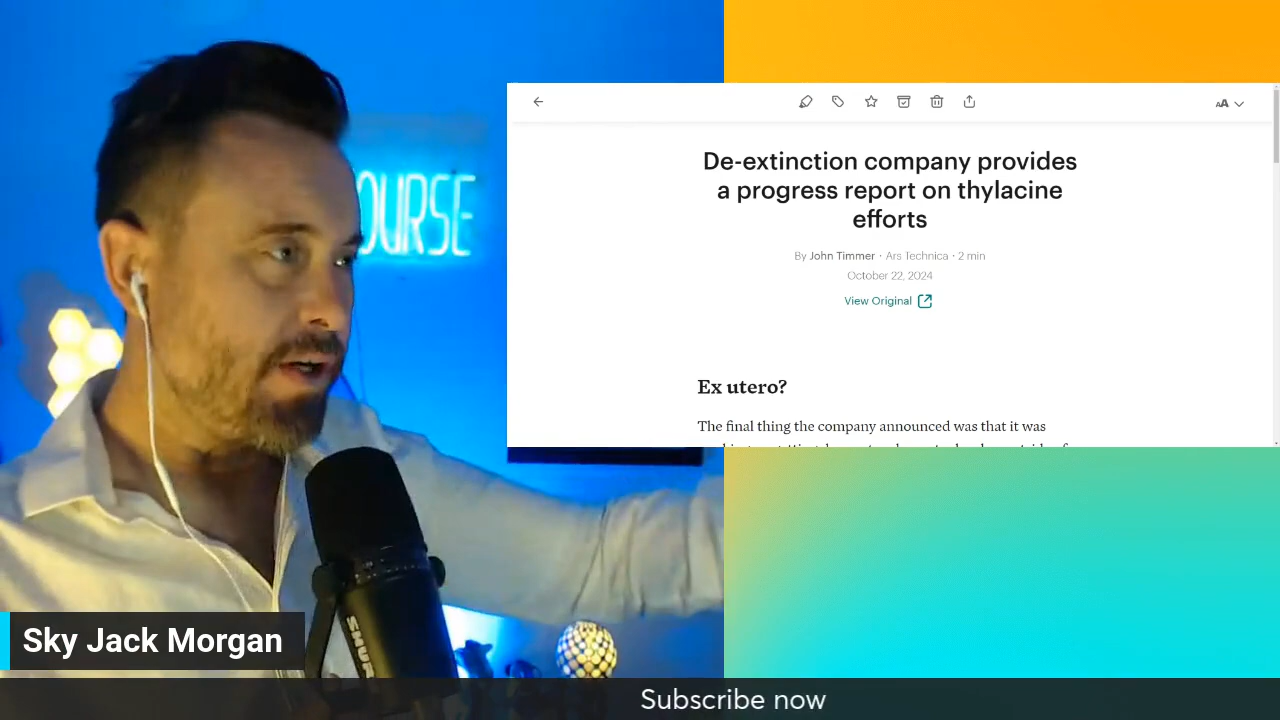 OURSE
De-extinction company provides
a progress report on thylacine
efforts
By John Timmer · Ars Technica · 2 min
October 22, 2024
View Original
Ex utero?
The final thing the company announced was that it was
SHURE
Sky Jack Morgan
Subscribe now